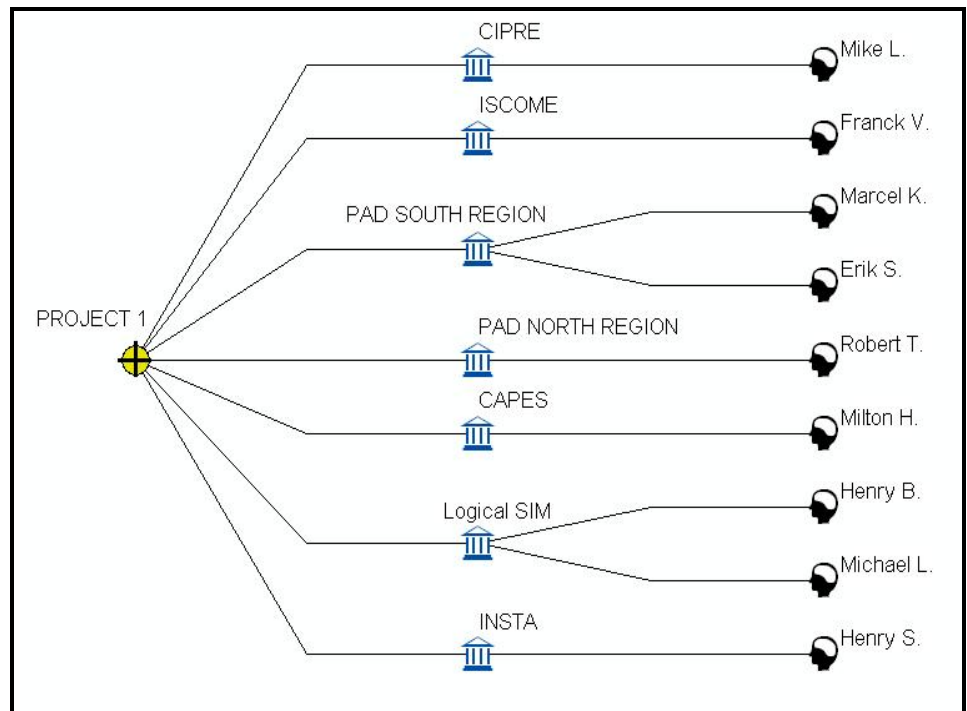 CIPRE
Mike L.
ISCOME
Franck V.
PAD SOUTH REGION
Marcel K.
Erik S.
PROJECT 1
PAD NORTH REGION
Robert T.
CAPES
Milton H.
Logical SIM
Henry B.
Michael L.
INSTA
Henry S.